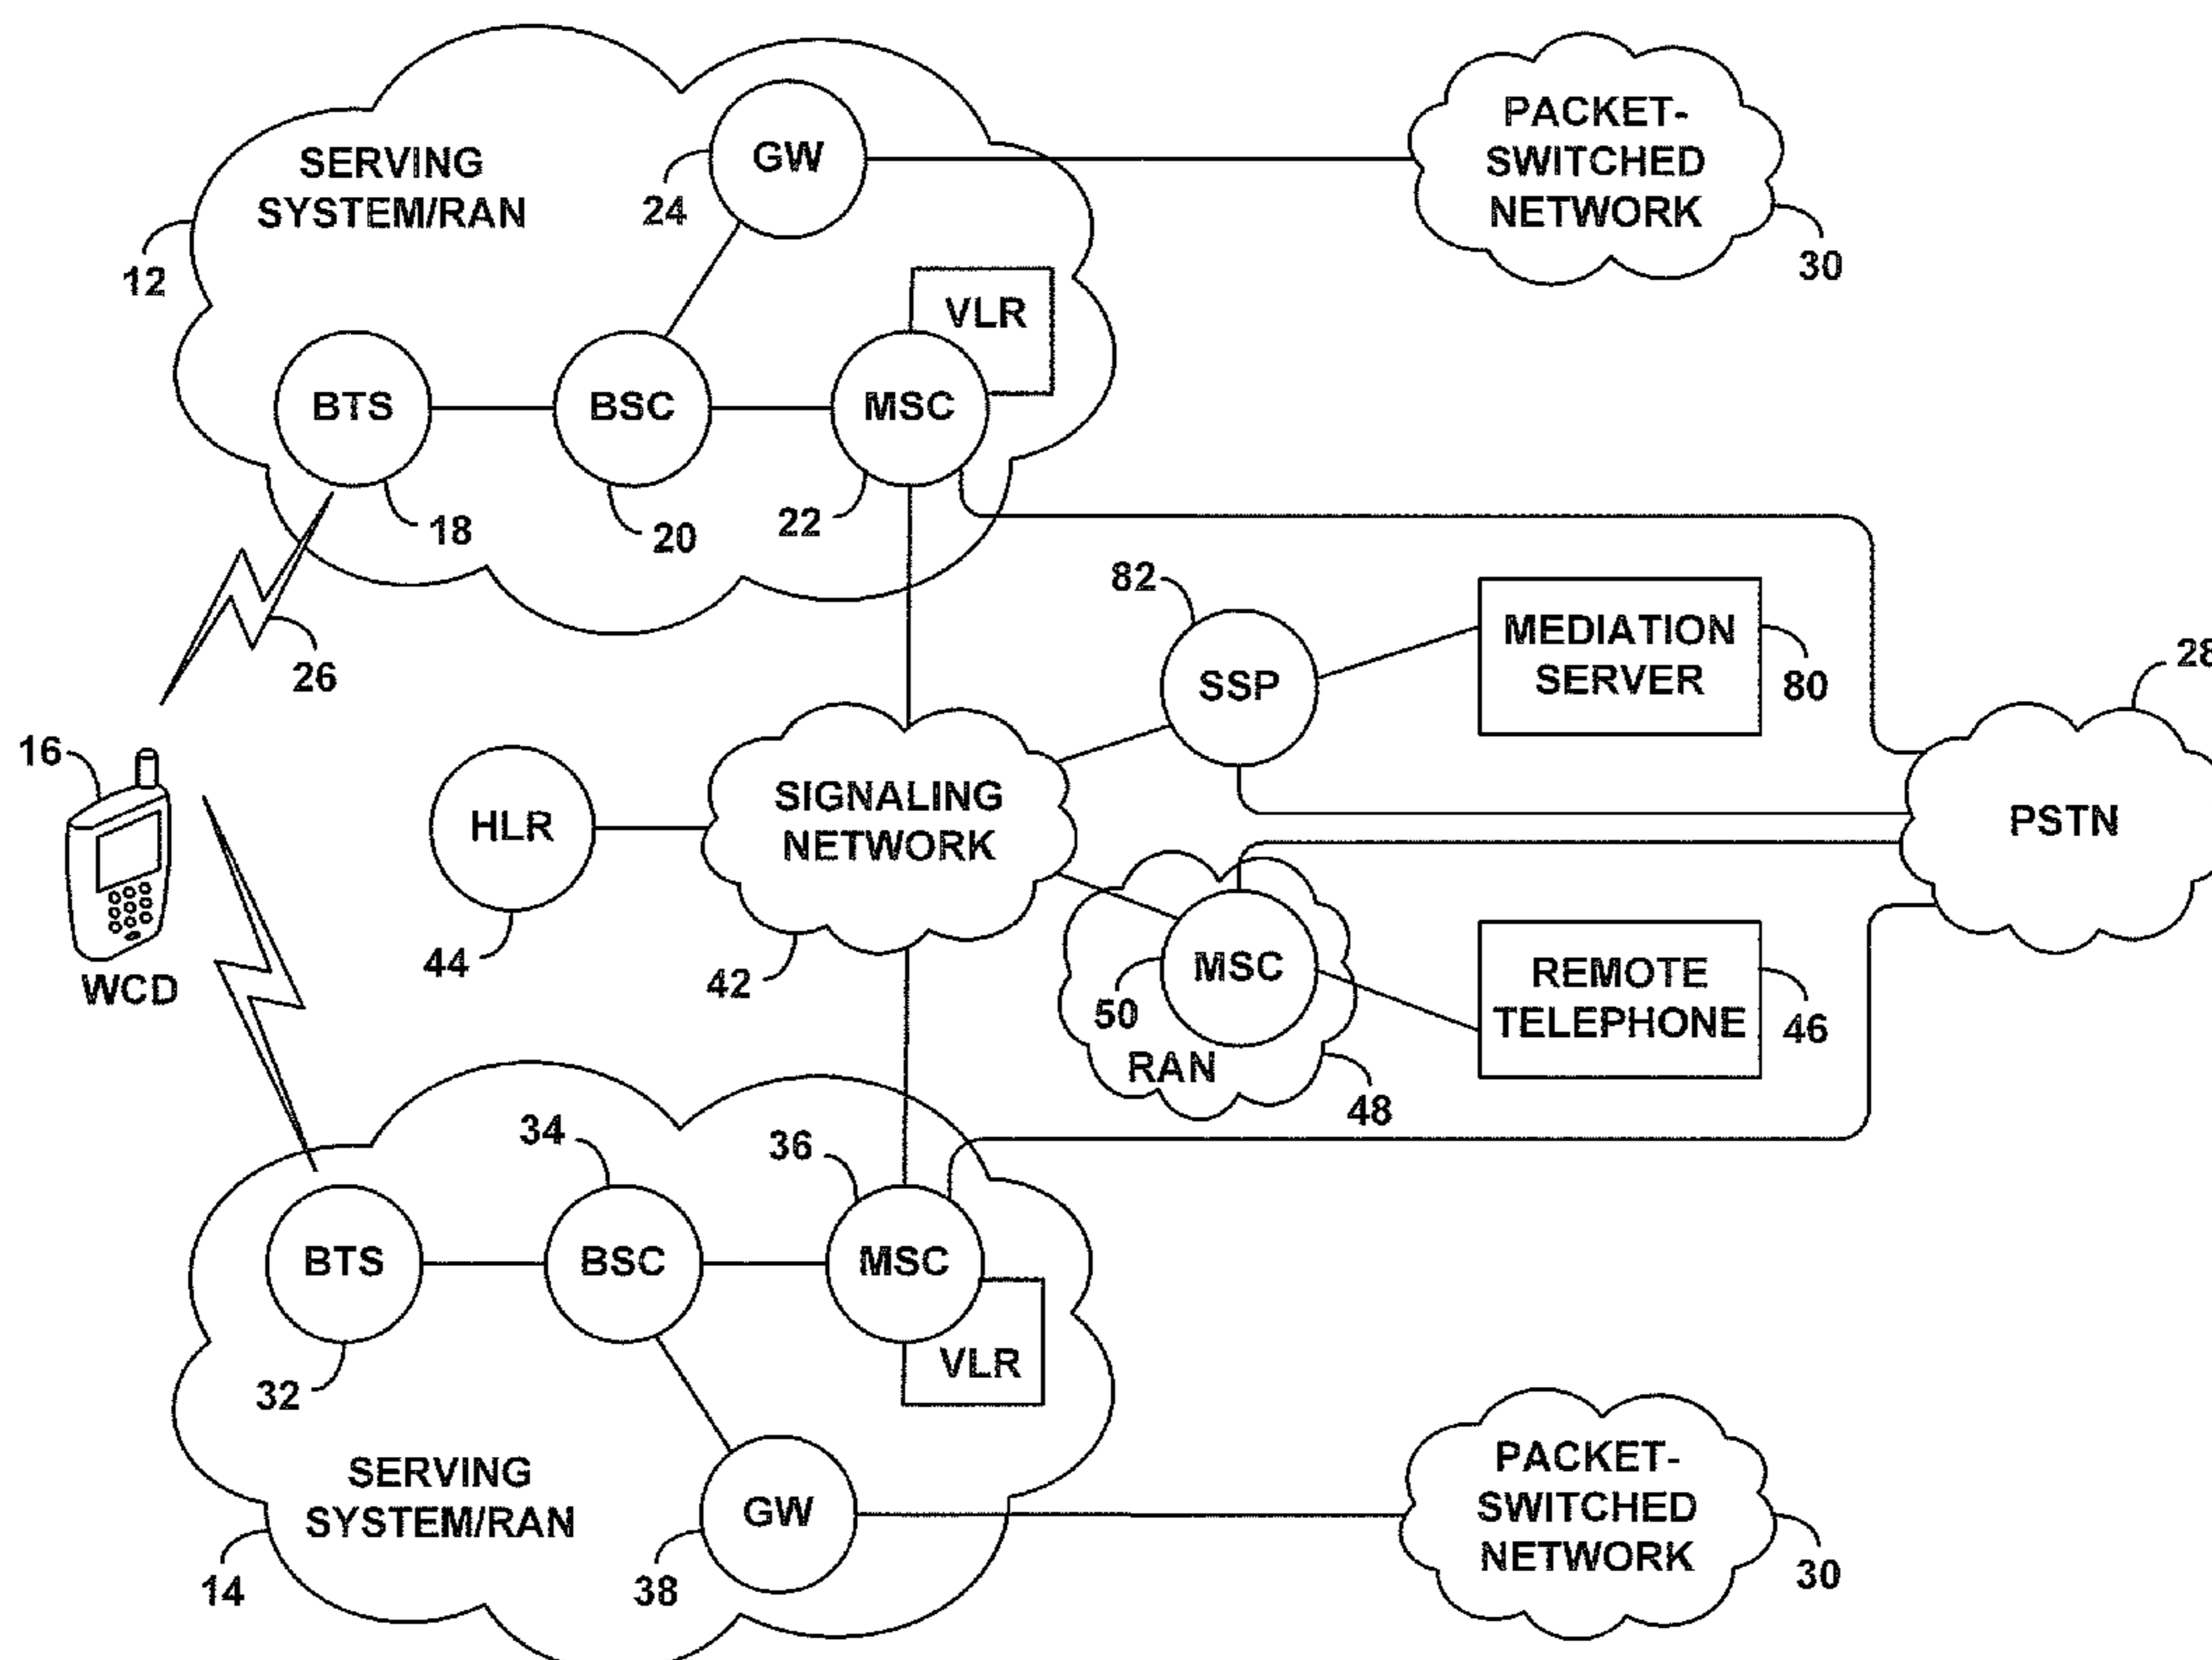 SERVING
SYSTEM/RAN
12
GW
24
PACKET-
SWITCHED
NETWORK
30
VLR
BTS
BSC
MSC
18
20
22
26
82
SSP
MEDIATION
SERVER
80
28
16
WCD
HLR
44
SIGNALING
NETWORK
42
PSTN
50
MSC
RAN
48
REMOTE
TELEPHONE
46
34
36
BTS
BSC
MSC
VLR
32
SERVING
SYSTEM/RAN
14
GW
38
PACKET-
SWITCHED
NETWORK
30